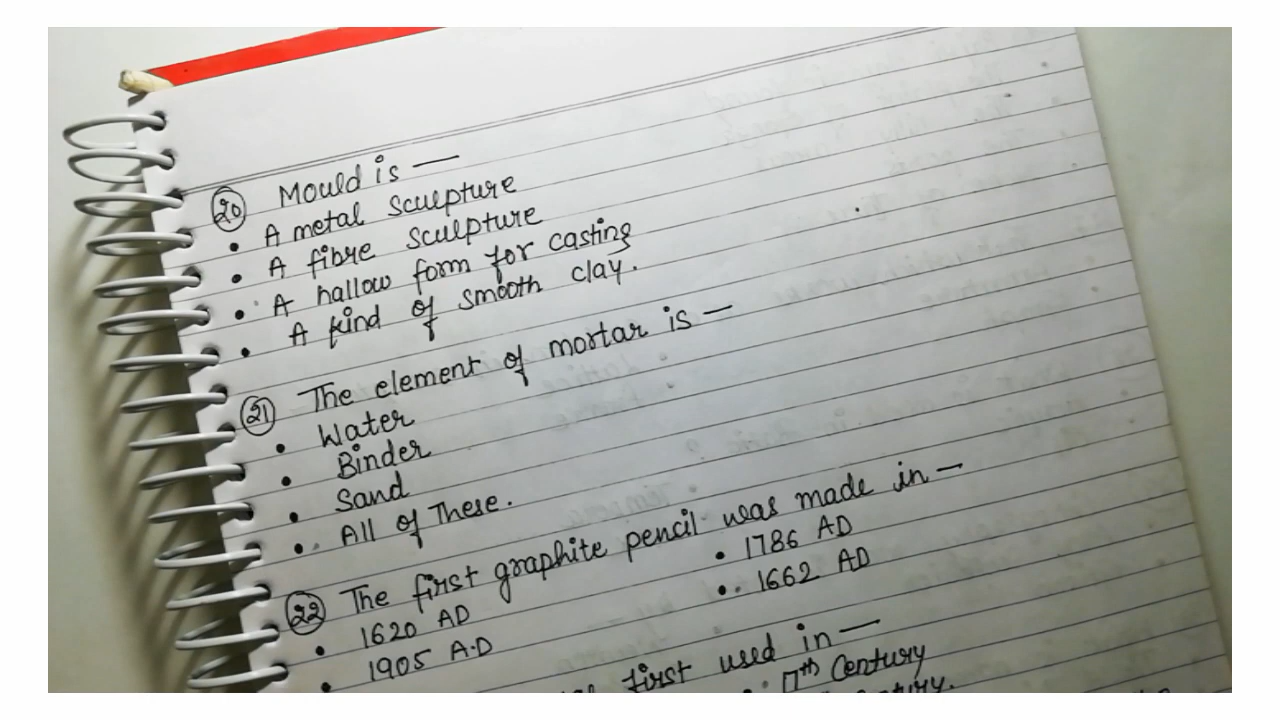 20 Mould is —
• A metal sculpture
• A fibre sculpture
• A hallow form for casting
• A kind of smooth clay.
21 The element of mortar is —
• Water
• Binder
• Sand
• All of These.
22 The first graphite pencil was made in —
• 1620 AD • 1786 AD
• 1905 A.D • 1662 AD
first used in —
17th Century